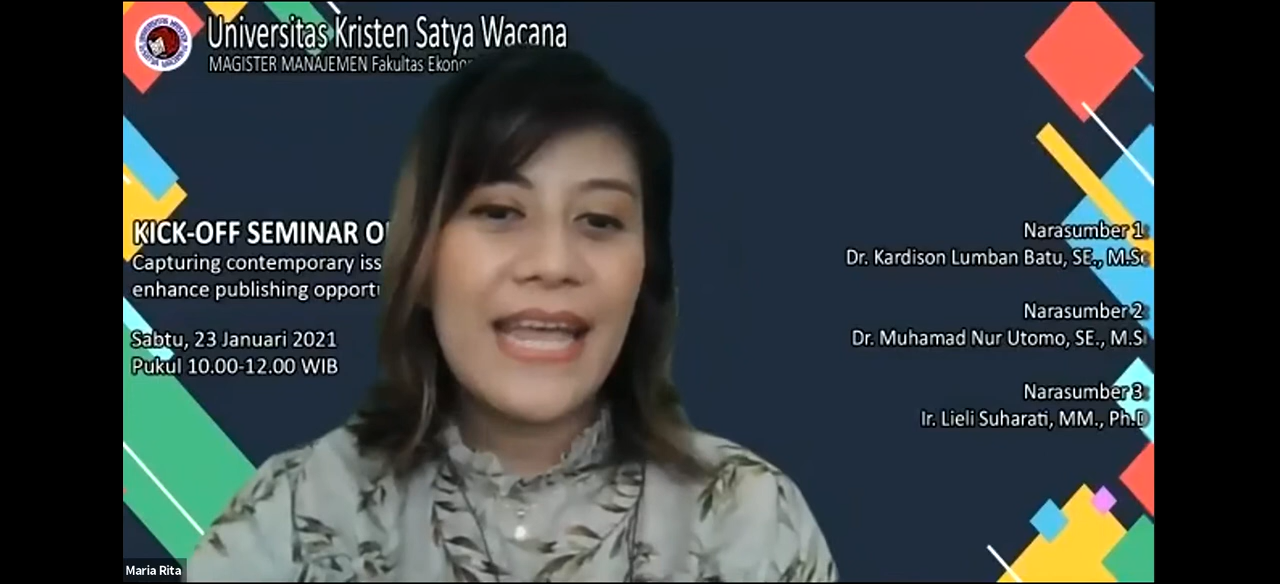 Universitas Kristen Satya Wacana
MAGISTER MANAJEMEN Fakultas Ekono
KICK-OFF SEMINAR
Capturing contemporary iss
enhance publishing opportu
Sabtu, 23 Januari 2021
Pukul 10.00-12.00 WIB
Narasumber 1:
Dr. Kardison Lumban Batu, SE., M.Sc
Narasumber 2
Dr. Muhamad Nur Utomo, SE., M.S
Narasumber 3
Ir. Lieli Suharati, MM., Ph.D
Maria Rita